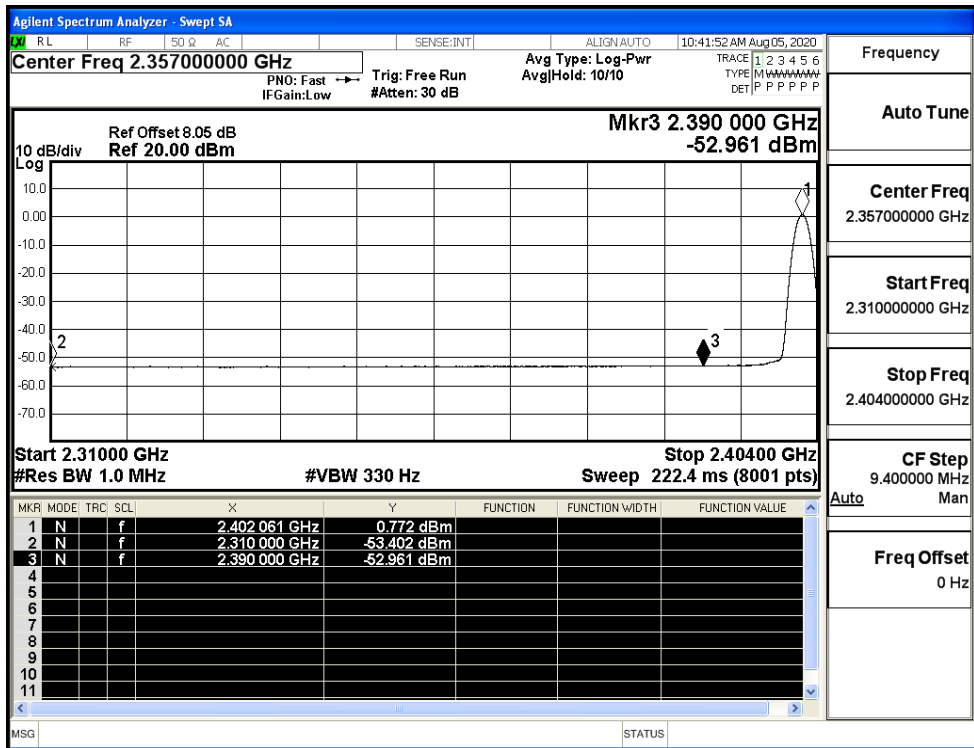 Agilent Spectrum Analyzer - Swept SA
LXI RL RF 50 Ω AC SENSE:INT ALIGN AUTO 10:41:52 AM Aug 05, 2020
Center Freq 2.357000000 GHz
PNO: Fast
IFGain:Low
Trig: Free Run
#Atten: 30 dB
Avg Type: Log-Pwr
Avg|Hold: 10/10
TRACE 1 2 3 4 5 6
TYPE M WWWWW
DET P P P P P P
Ref Offset 8.05 dB
10 dB/div Ref 20.00 dBm
Log
Mkr3 2.390 000 GHz
-52.961 dBm
10.0
0.00
-10.0
-20.0
-30.0
-40.0
-50.0
-60.0
-70.0
1
2
3
Start 2.31000 GHz Stop 2.40400 GHz
#Res BW 1.0 MHz #VBW 330 Hz Sweep 222.4 ms (8001 pts)
MKR MODE TRC SCL X Y FUNCTION FUNCTION WIDTH FUNCTION VALUE
1 N f 2.402 061 GHz 0.772 dBm
2 N f 2.310 000 GHz -53.402 dBm
3 N f 2.390 000 GHz -52.961 dBm
4
5
6
7
8
9
10
11
MSG STATUS
Frequency
Auto Tune
Center Freq
2.357000000 GHz
Start Freq
2.310000000 GHz
Stop Freq
2.404000000 GHz
CF Step
9.400000 MHz
Auto Man
Freq Offset
0 Hz